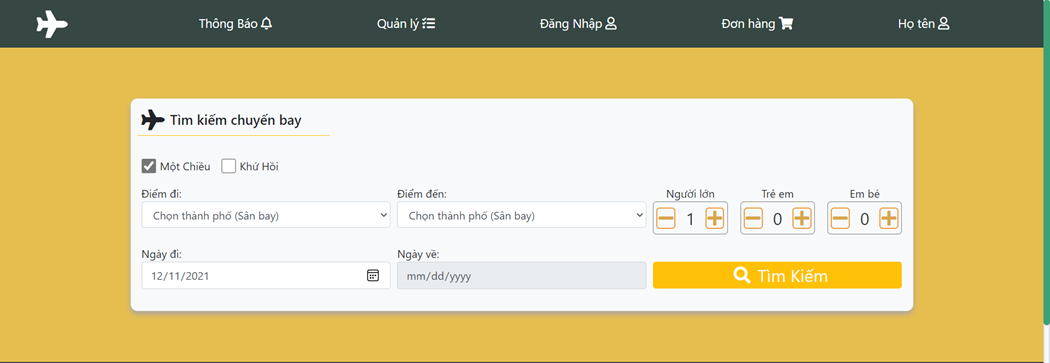 Thông Báo Quản lý Đăng Nhập Đơn hàng Họ tên
Tìm kiếm chuyến bay
Một Chiều Khứ Hồi
Điểm đi: Điểm đến: Người lớn Trẻ em Em bé
Chọn thành phố (Sân bay) Chọn thành phố (Sân bay) 1 0 0
Ngày đi: Ngày về:
12/11/2021 mm/dd/yyyy Tìm Kiếm